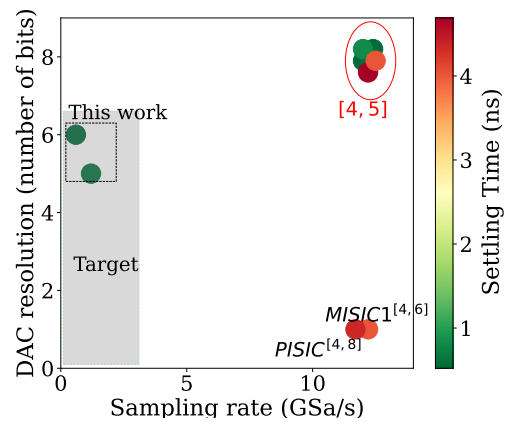 8
6
4
2
0
DAC resolution (number of bits)
This work
Target
[4, 5]
MISIC1[4, 6]
PISIC[4, 8]
0
5
10
Sampling rate (GSa/s)
4
3
2
1
Settling Time (ns)